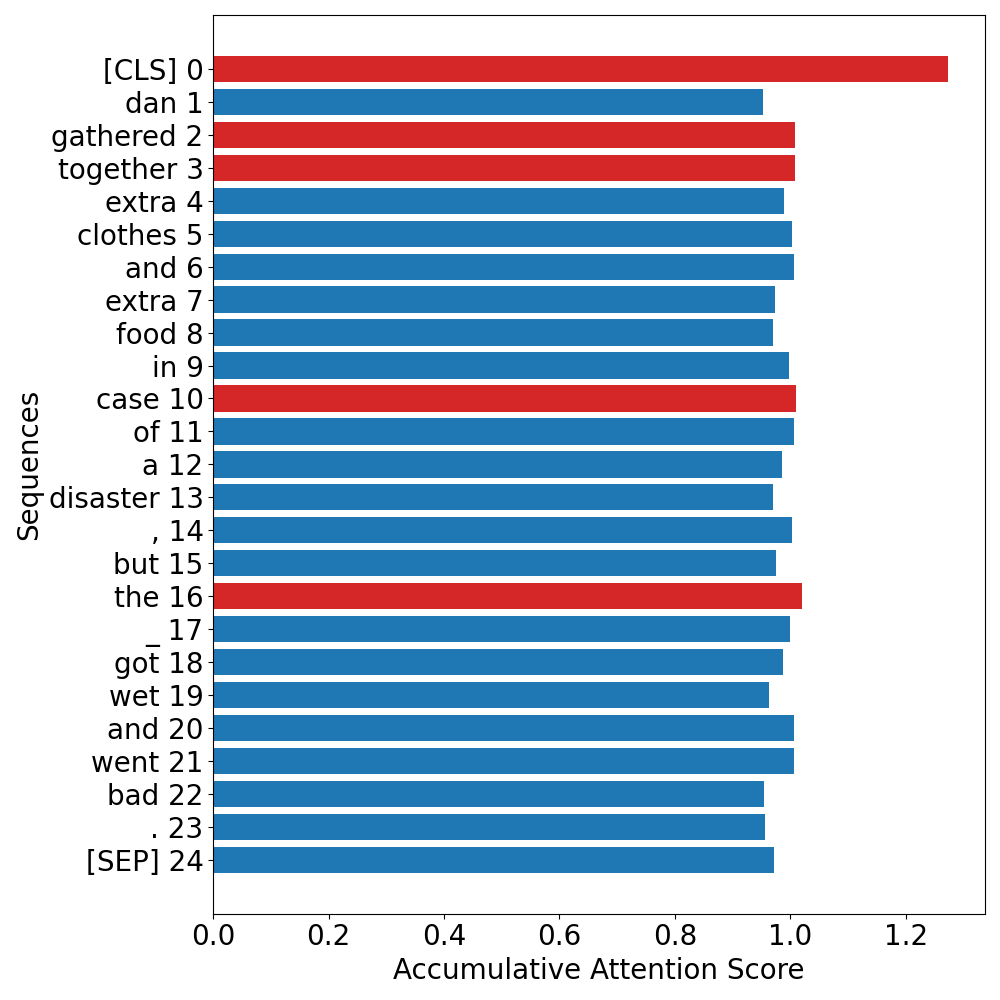 [CLS] 0
dan 1
gathered 2
together 3
extra 4
clothes 5
and 6
extra 7
food 8
in 9
case 10
of 11
a 12
disaster 13
, 14
but 15
the 16
_ 17
got 18
wet 19
and 20
went 21
bad 22
. 23
[SEP] 24
Sequences
0.0 0.2 0.4 0.6 0.8 1.0 1.2
Accumulative Attention Score